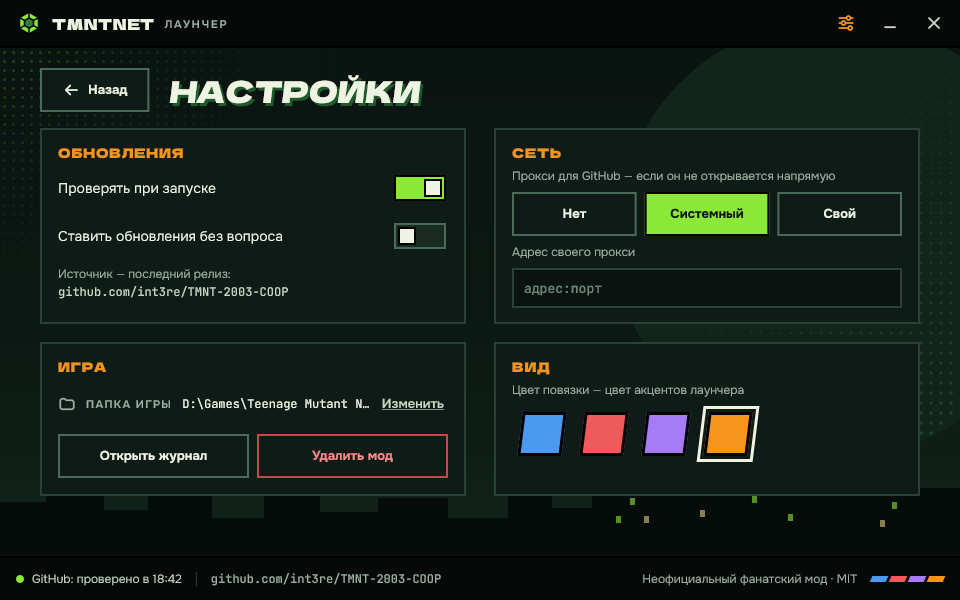 TMNTNET ЛАУНЧЕР
← Назад
НАСТРОЙКИ
ОБНОВЛЕНИЯ
Проверять при запуске
Ставить обновления без вопроса
Источник — последний релиз:
github.com/int3re/TMNT-2003-COOP
СЕТЬ
Прокси для GitHub — если он не открывается напрямую
Нет
Системный
Свой
Адрес своего прокси
адрес:порт
ИГРА
ПАПКА ИГРЫ D:\Games\Teenage Mutant N… Изменить
Открыть журнал
Удалить мод
ВИД
Цвет повязки — цвет акцентов лаунчера
GitHub: проверено в 18:42
github.com/int3re/TMNT-2003-COOP
Неофициальный фанатский мод · MIT